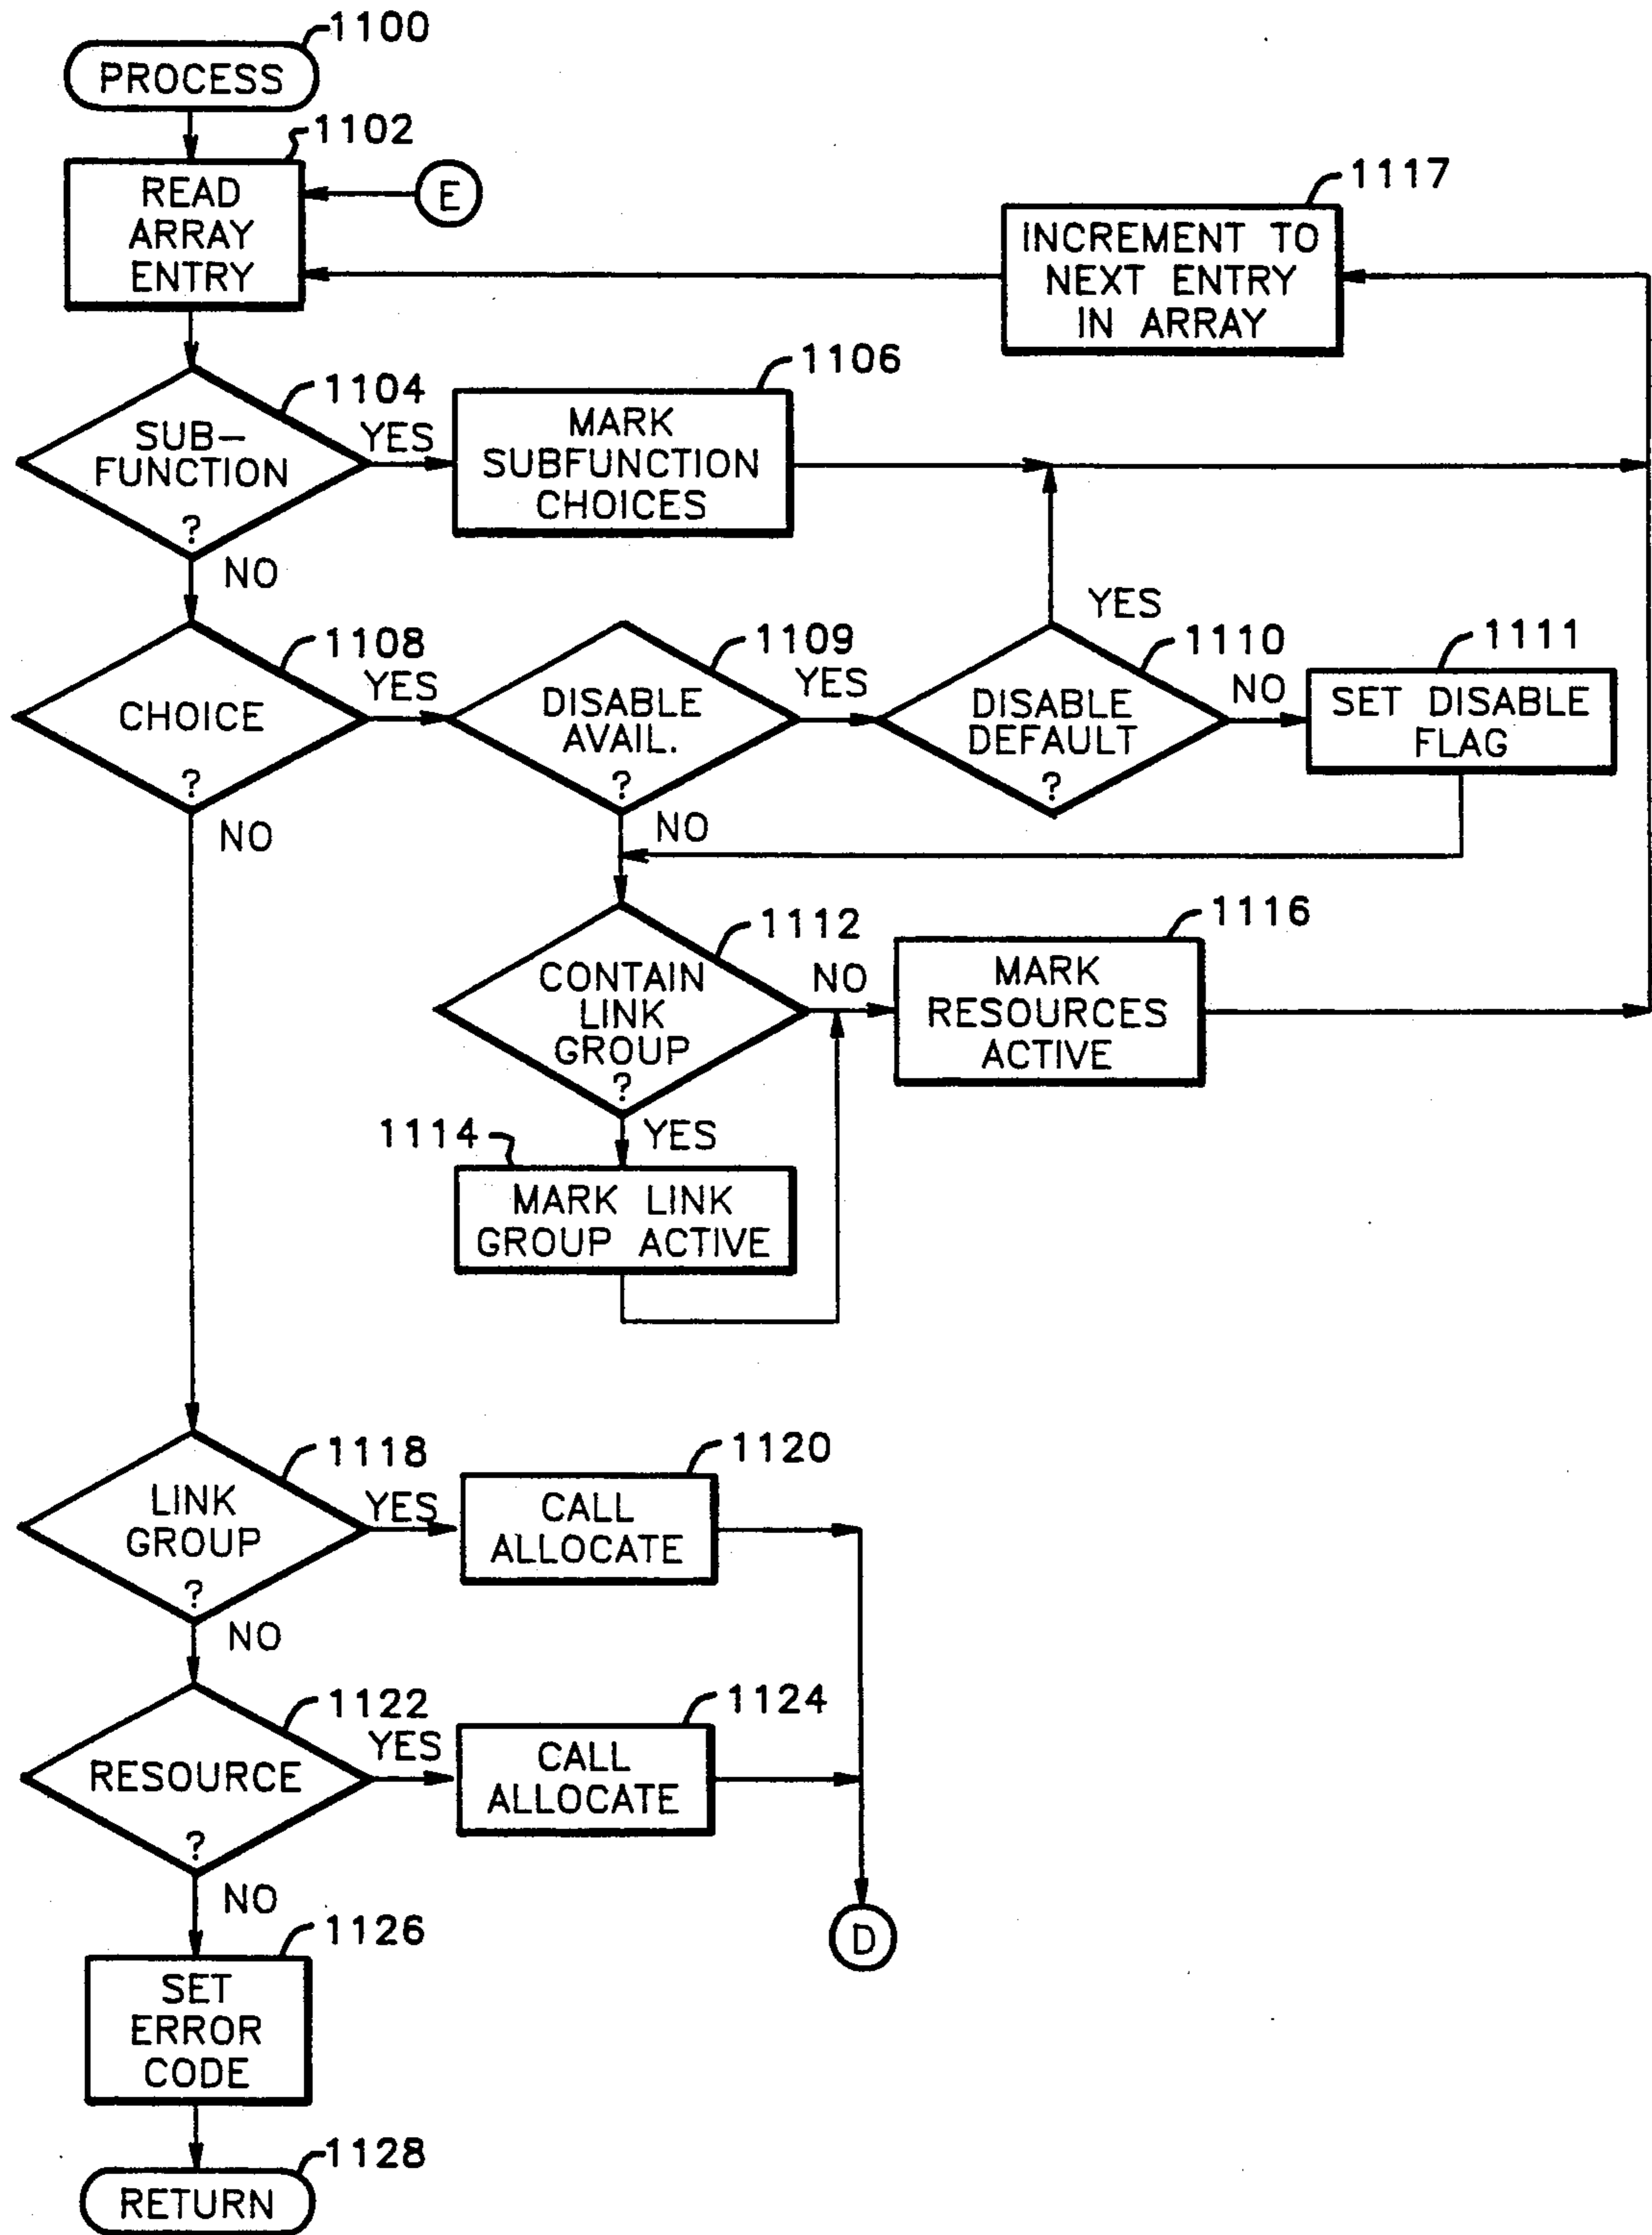 1100
PROCESS
1102
READ
ARRAY
ENTRY
E
1117
INCREMENT TO
NEXT ENTRY
IN ARRAY
1104
SUB-
FUNCTION
?
YES
NO
1106
MARK
SUBFUNCTION
CHOICES
1108
CHOICE
?
YES
NO
1109
DISABLE
AVAIL.
?
YES
NO
1110
DISABLE
DEFAULT
?
YES
NO
1111
SET DISABLE
FLAG
1112
CONTAIN
LINK
GROUP
?
NO
YES
1116
MARK
RESOURCES
ACTIVE
1114
MARK LINK
GROUP ACTIVE
1118
LINK
GROUP
?
YES
NO
1120
CALL
ALLOCATE
1122
RESOURCE
?
YES
NO
1124
CALL
ALLOCATE
D
1126
SET
ERROR
CODE
1128
RETURN